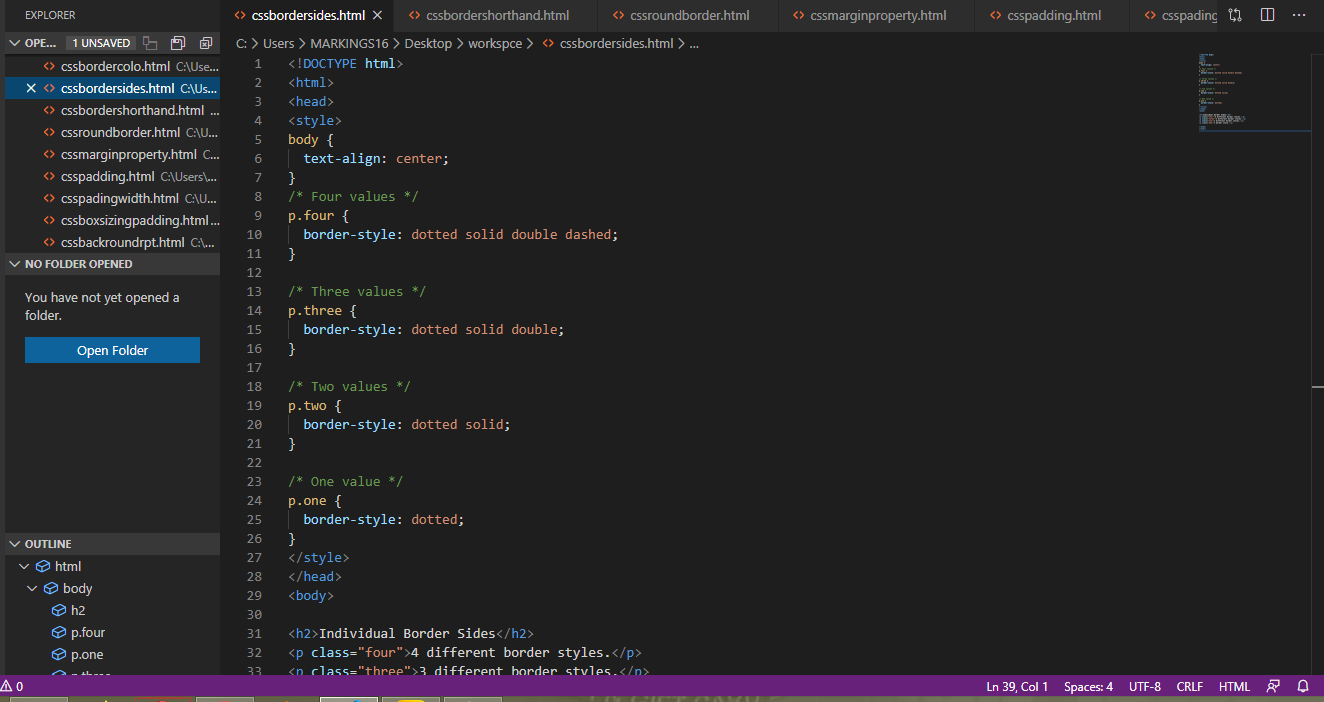 EXPLORER
cssbordersides.html
cssbordershorthand.html
cssroundborder.html
cssmarginproperty.html
csspadding.html
csspading
OPE... 1 UNSAVED
C: > Users > MARKINGS16 > Desktop > workspce > cssbordersides.html > ...
cssbordercolo.html C:\Use...
cssbordersides.html C:\Us...
cssbordershorthand.html ...
cssroundborder.html C:\U...
cssmarginproperty.html C...
csspadding.html C:\Users\...
csspadingwidth.html C:\U...
cssboxsizingpadding.html ...
cssbackroundrpt.html C:\...
NO FOLDER OPENED
You have not yet opened a
folder.
Open Folder
OUTLINE
html
body
h2
p.four
p.one
1 <!DOCTYPE html>
2 <html>
3 <head>
4 <style>
5 body {
6 text-align: center;
7 }
8 /* Four values */
9 p.four {
10 border-style: dotted solid double dashed;
11 }
12
13 /* Three values */
14 p.three {
15 border-style: dotted solid double;
16 }
17
18 /* Two values */
19 p.two {
20 border-style: dotted solid;
21 }
22
23 /* One value */
24 p.one {
25 border-style: dotted;
26 }
27 </style>
28 </head>
29 <body>
30
31 <h2>Individual Border Sides</h2>
32 <p class="four">4 different border styles.</p>
33 <p class="three">3 different border styles.</p>
0
Ln 39, Col 1 Spaces: 4 UTF-8 CRLF HTML